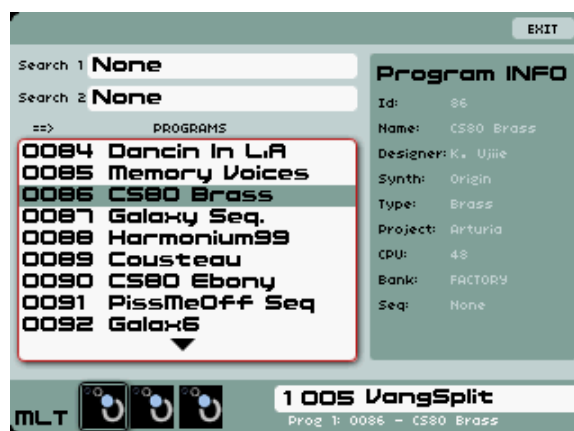 EXIT
Search 1 None
Search 2 None
==> PROGRAMS
0084 Dancin In L.A
0085 Memory Voices
0086 CS80 Brass
0087 Galaxy Seq.
0088 Harmonium99
0089 Cousteau
0090 CS80 Ebony
0091 PissMeOff Seq
0092 Galax6
Program INFO
Id: 86
Name: CS80 Brass
Designer: K. Ujiie
Synth: Origin
Type: Brass
Project: Arturia
CPU: 48
Bank: FACTORY
Seq: None
MLT
1 005 VangSplit
Prog 1: 0086 - CS80 Brass